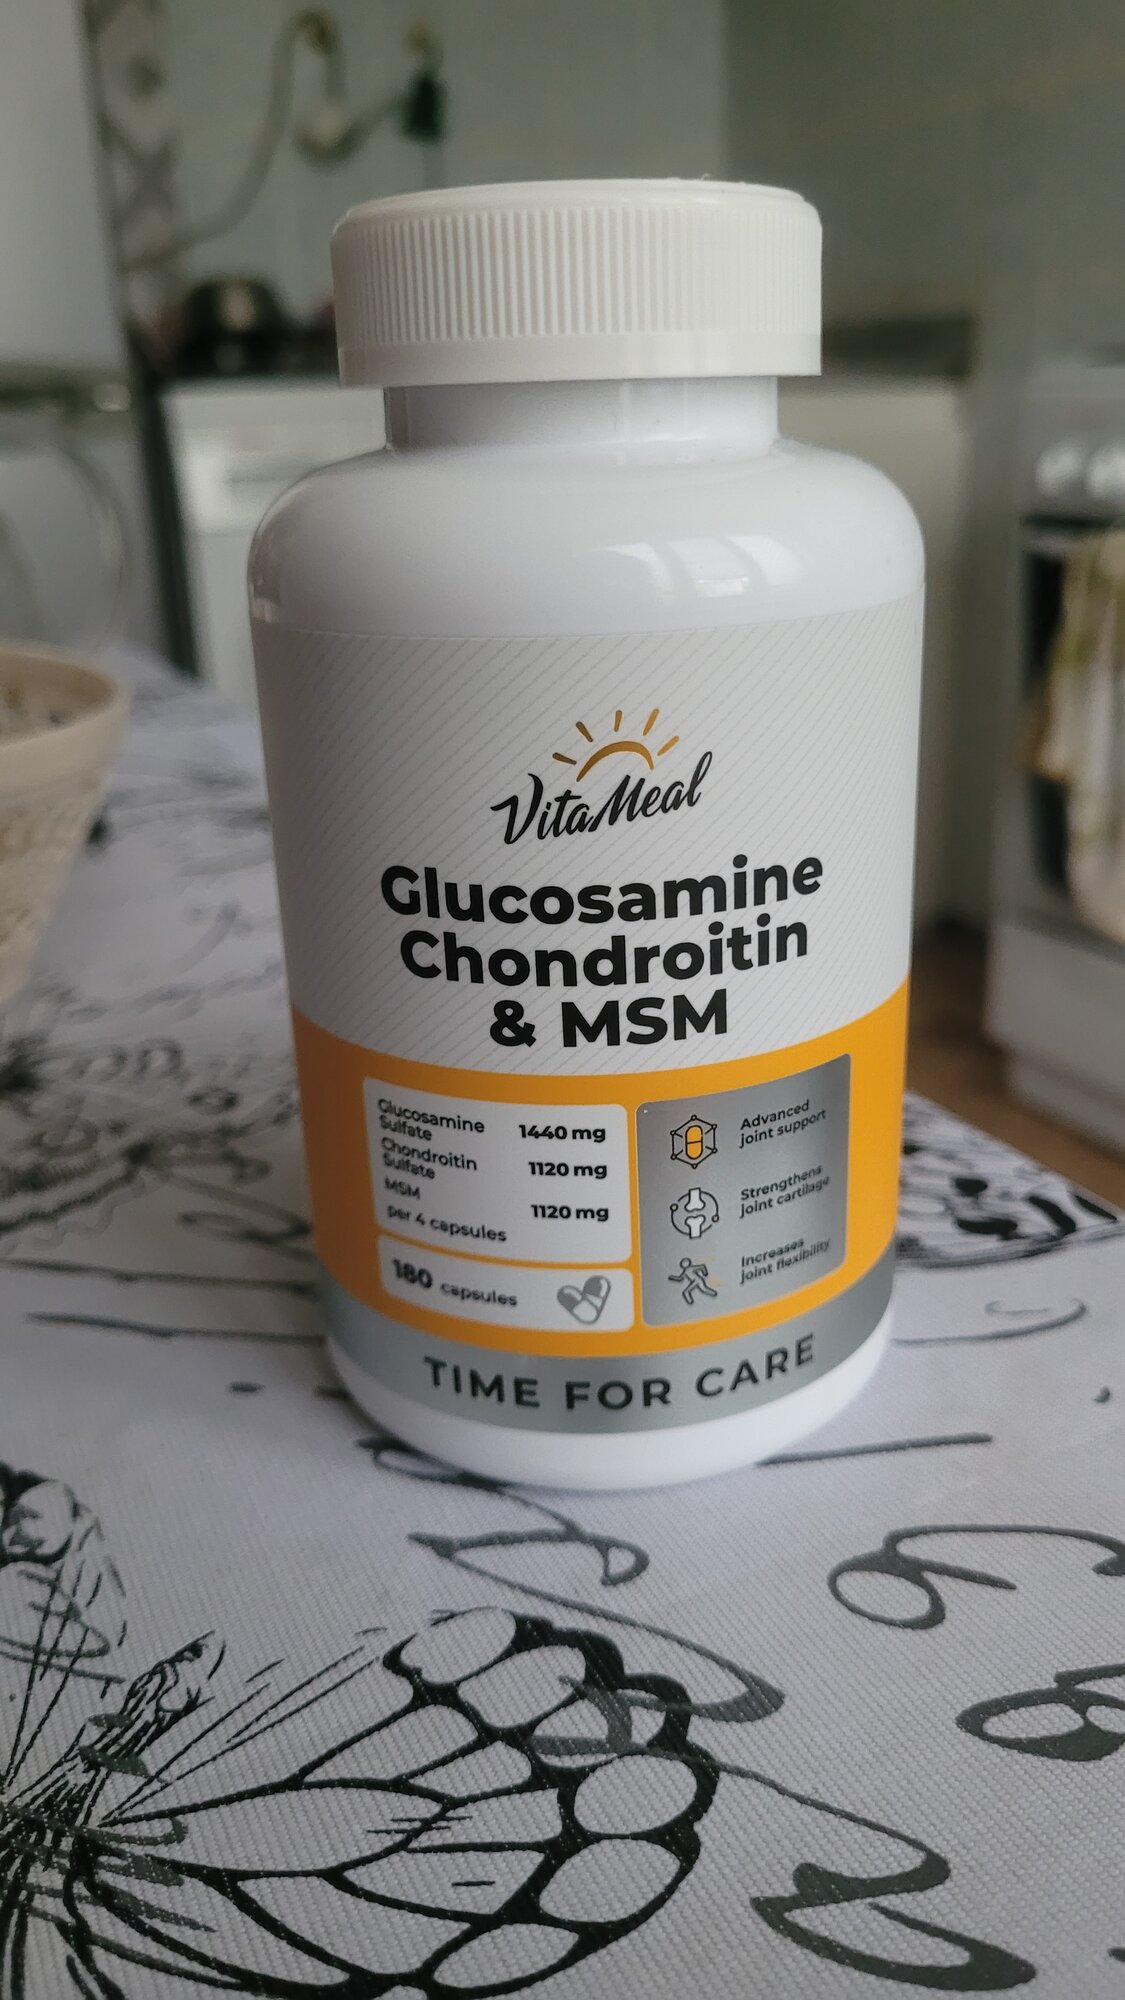 VitaMeal
Glucosamine
Chondroitin
& MSM
Glucosamine
Sulfate 1440 mg
Chondroitin
Sulfate 1120 mg
MSM 1120 mg
per 4 capsules
180 capsules
Advanced
joint support
Strengthens
joint cartilage
Increases
joint flexibility
TIME FOR CARE